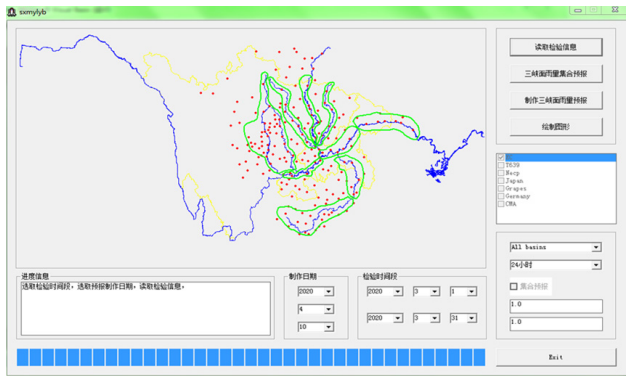 sxmylyb
读取检验信息
三峡面雨量集合预报
制作三峡面雨量预报
绘制图形
T639
Ncep
Japan
Grapes
Germany
CMA
All basins
24小时
集合预报
1.0
1.0
Exit
进度信息
选取检验时间段，选取预报制作日期，读取检验信息，
制作日期
2020
4
10
检验时间段
2020 3 1
2020 3 31